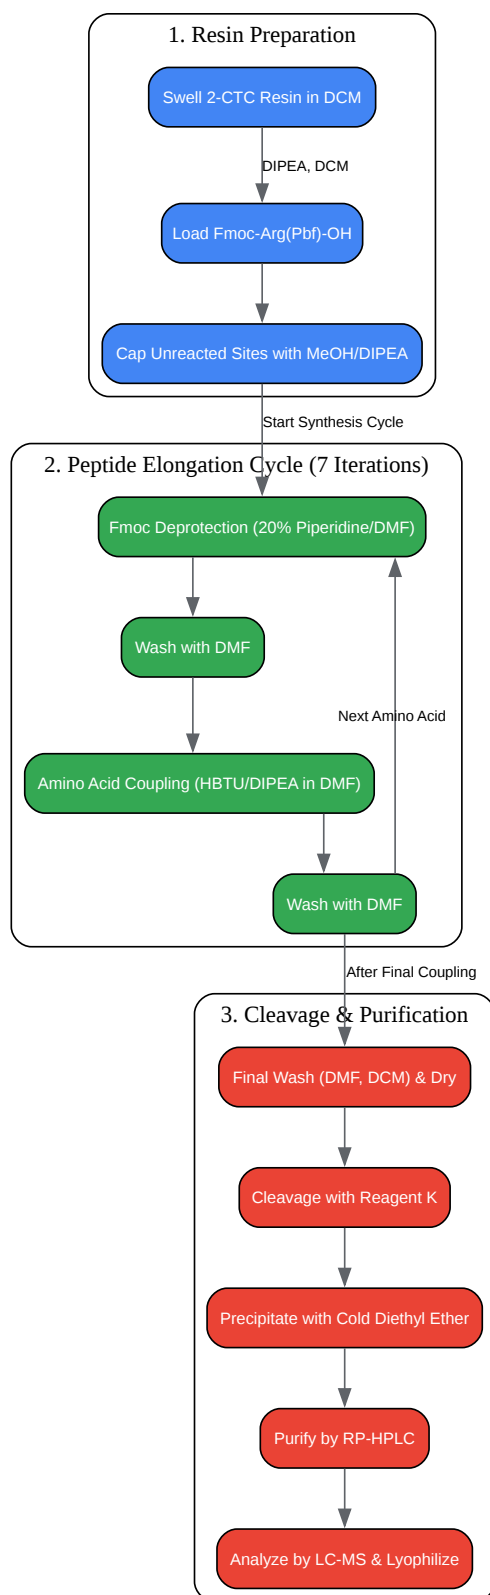 1. Resin Preparation
Swell 2-CTC Resin in DCM
DIPEA, DCM
Load Fmoc-Arg(Pbf)-OH
Cap Unreacted Sites with MeOH/DIPEA
Start Synthesis Cycle
2. Peptide Elongation Cycle (7 Iterations)
Fmoc Deprotection (20% Piperidine/DMF)
Wash with DMF
Next Amino Acid
Amino Acid Coupling (HBTU/DIPEA in DMF)
Wash with DMF
After Final Coupling
3. Cleavage & Purification
Final Wash (DMF, DCM) & Dry
Cleavage with Reagent K
Precipitate with Cold Diethyl Ether
Purify by RP-HPLC
Analyze by LC-MS & Lyophilize